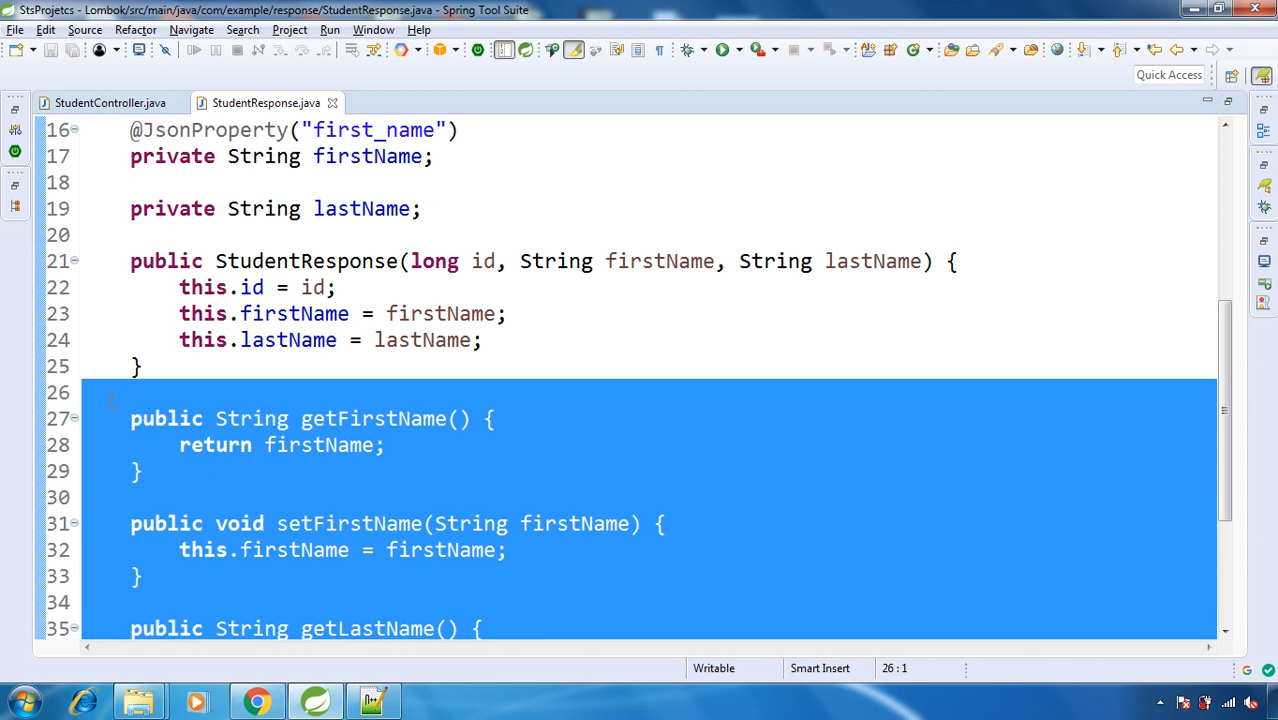 StsProjetcs - Lombok/src/main/java/com/example/response/StudentResponse.java - Spring Tool Suite
File Edit Source Refactor Navigate Search Project Run Window Help
Quick Access
StudentController.java StudentResponse.java
16 @JsonProperty("first_name")
17 private String firstName;
18
19 private String lastName;
20
21 public StudentResponse(long id, String firstName, String lastName) {
22 this.id = id;
23 this.firstName = firstName;
24 this.lastName = lastName;
25 }
26
27 public String getFirstName() {
28 return firstName;
29 }
30
31 public void setFirstName(String firstName) {
32 this.firstName = firstName;
33 }
34
35 public String getLastName() {
Writable Smart Insert 26 : 1